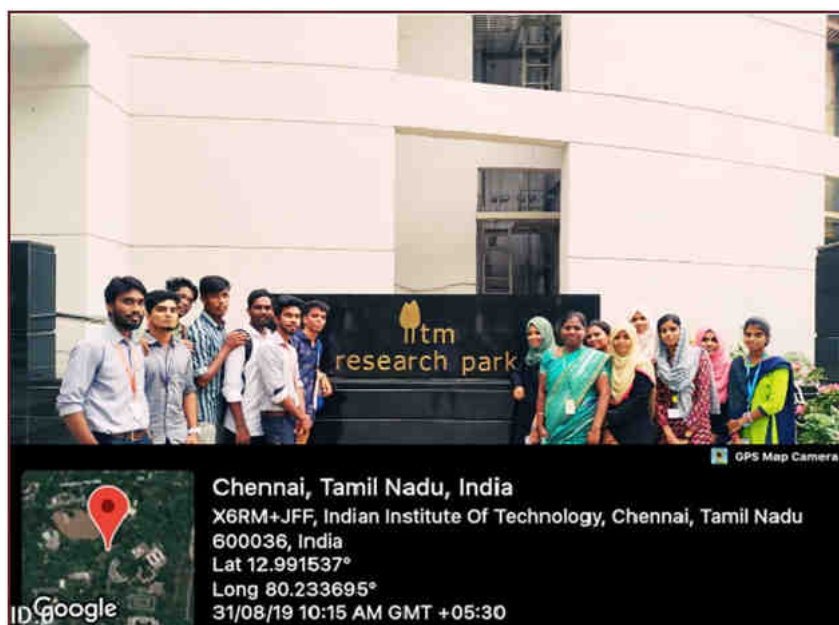 iitm
research park
GPS Map Camera
Chennai, Tamil Nadu, India
X6RM+JFF, Indian Institute Of Technology, Chennai, Tamil Nadu
600036, India
Lat 12.991537°
Long 80.233695°
31/08/19 10:15 AM GMT +05:30
Google